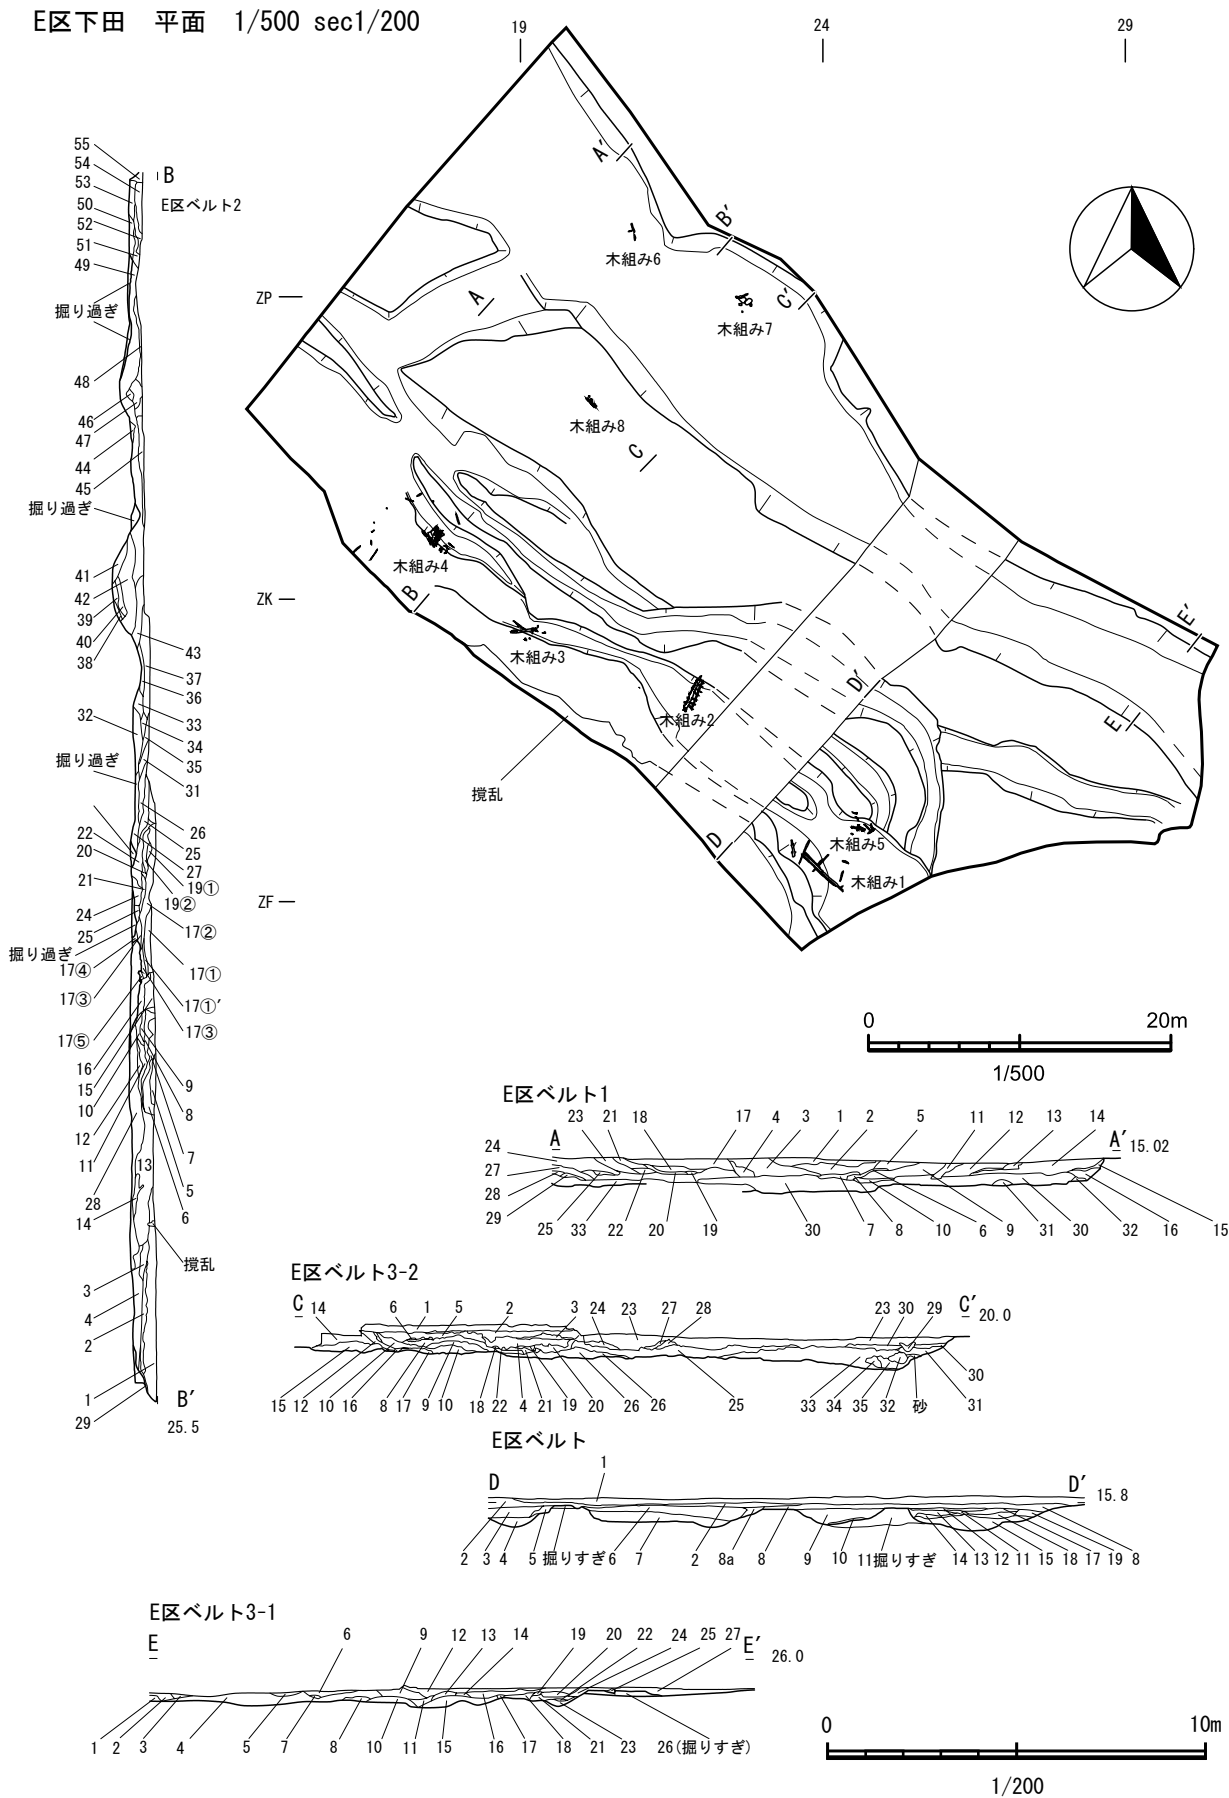 E区下田　平面　1/500 sec1/200
19
24
29
ZP
ZK
ZF
A
A′
B
B′
C
C′
D
D′
E
E′
木組み6
木組み7
木組み8
木組み4
木組み3
木組み2
木組み5
木組み1
撹乱
0 20m
1/500
B
E区ベルト2
55
54
53
50
52
51
49
掘り過ぎ
48
46
47
44
45
掘り過ぎ
41
42
39
40
38
43
37
36
32
33
34
35
掘り過ぎ
31
26
22
25
20
27
21
19①
19②
24
25
17②
掘り過ぎ
17④
17①
17③
17①′
17⑤
17③
16
15
9
10
8
12
11
7
13
28
5
14
6
撹乱
3
4
2
1
29
B′
25.5
E区ベルト1
23 21 18 17 4 3 1 2 5 11 12 13 14
A A′ 15.02
24
27
28
29
25 33 22 20 19 30 7 8 10 6 9 31 30 32 16 15
E区ベルト3-2
C 14 6 1 5 2 3 24 23 27 28 23 30 29 C′ 20.0
30
15 12 10 16 8 17 9 10 18 22 4 21 19 20 26 26 25 33 34 35 32 砂 31
E区ベルト
D 1 D′ 15.8
2 3 4 5 掘りすぎ 6 7 2 8a 8 9 10 11 掘りすぎ 14 13 12 11 15 18 17 19 8
E区ベルト3-1
E 6 9 12 13 14 19 20 22 24 25 27 E′ 26.0
1 2 3 4 5 7 8 10 11 15 16 17 18 21 23 26(掘りすぎ)
0 10m
1/200